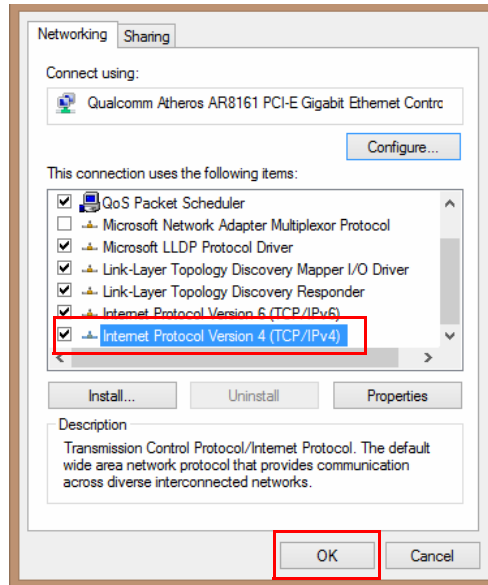 Networking Sharing
Connect using:
Qualcomm Atheros AR8161 PCI-E Gigabit Ethernet Contrc
Configure...
This connection uses the following items:
QoS Packet Scheduler
Microsoft Network Adapter Multiplexor Protocol
Microsoft LLDP Protocol Driver
Link-Layer Topology Discovery Mapper I/O Driver
Link-Layer Topology Discovery Responder
Internet Protocol Version 6 (TCP/IPv6)
Internet Protocol Version 4 (TCP/IPv4)
Install... Uninstall Properties
Description
Transmission Control Protocol/Internet Protocol. The default
wide area network protocol that provides communication
across diverse interconnected networks.
OK Cancel